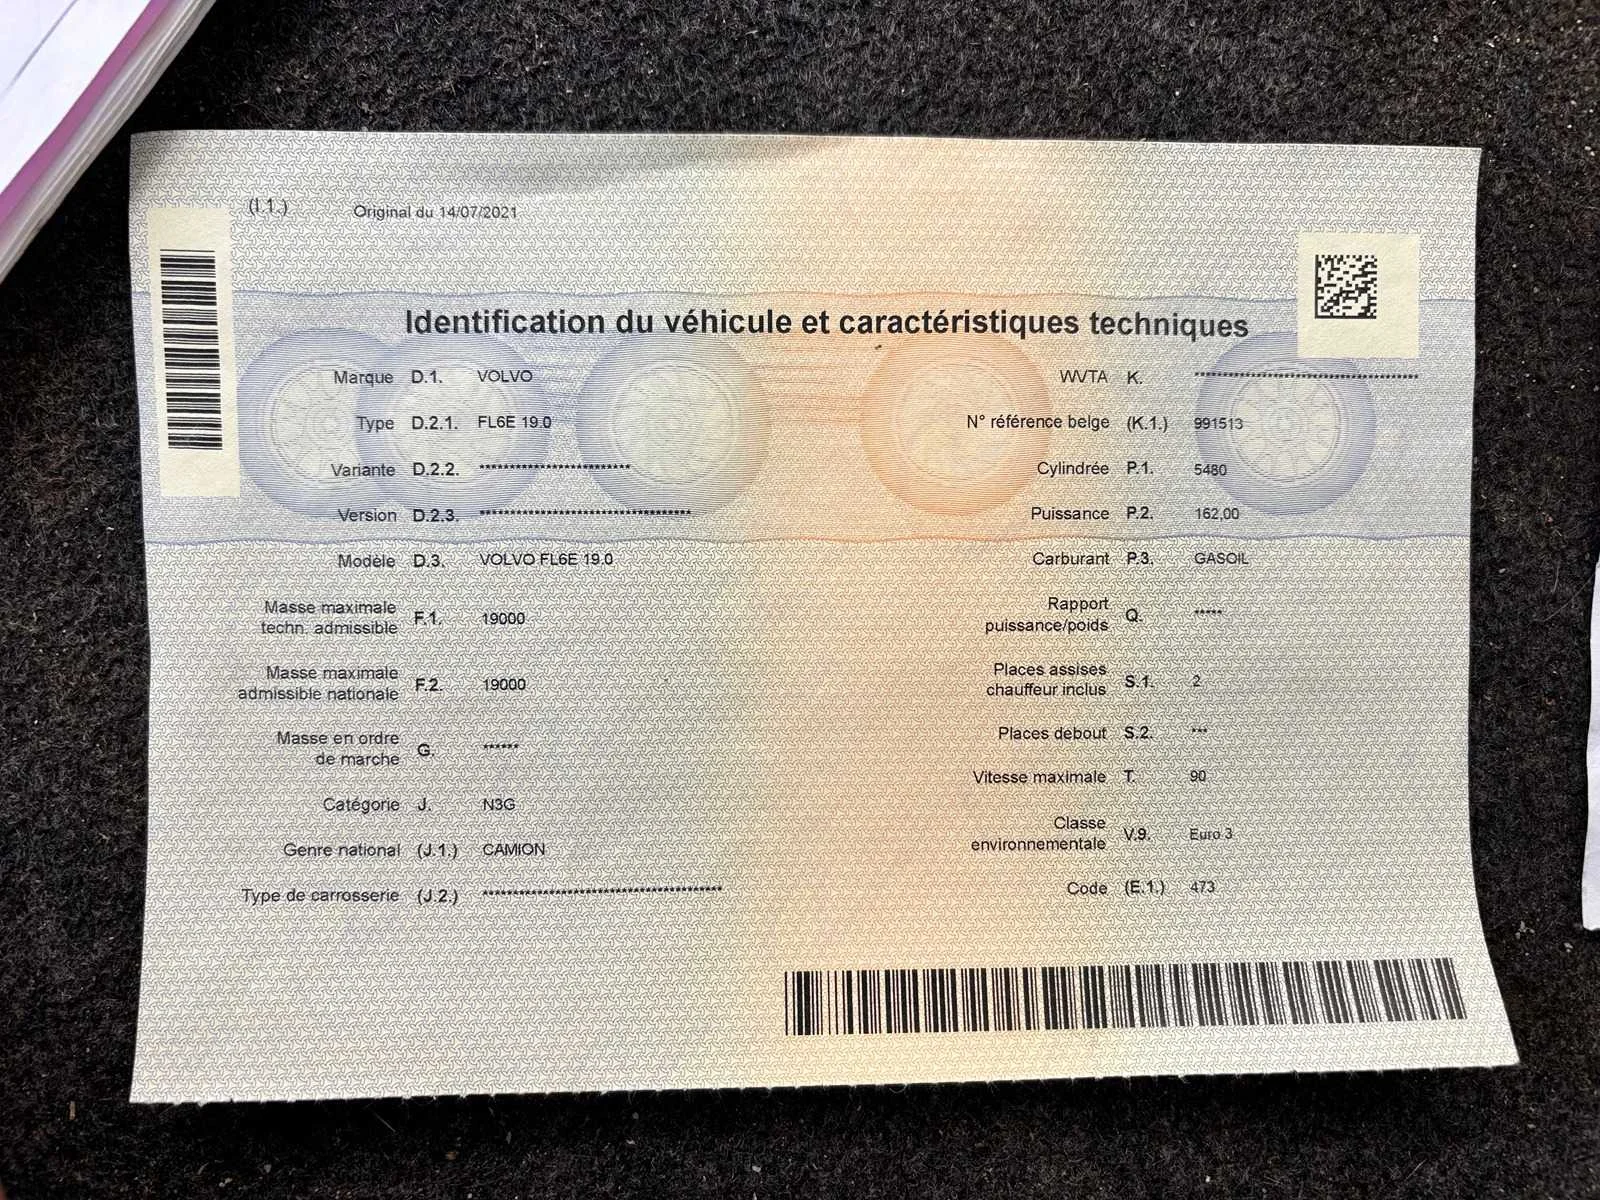 (I.1.) Original du 14/07/2021
Identification du véhicule et caractéristiques techniques
Marque D.1. VOLVO
Type D.2.1. FL6E 19.0
Variante D.2.2. *************************
Version D.2.3. ***********************************
Modèle D.3. VOLVO FL6E 19.0
Masse maximale
techn. admissible F.1. 19000
Masse maximale
admissible nationale F.2. 19000
Masse en ordre
de marche G. ******
Catégorie J. N3G
Genre national (J.1.) CAMION
Type de carrosserie (J.2.) ****************************************
WVTA K. *************************************
N° référence belge (K.1.) 991513
Cylindrée P.1. 5480
Puissance P.2. 162,00
Carburant P.3. GASOIL
Rapport
puissance/poids Q. *****
Places assises
chauffeur inclus S.1. 2
Places debout S.2. ***
Vitesse maximale T. 90
Classe
environnementale V.9. Euro 3
Code (E.1.) 473